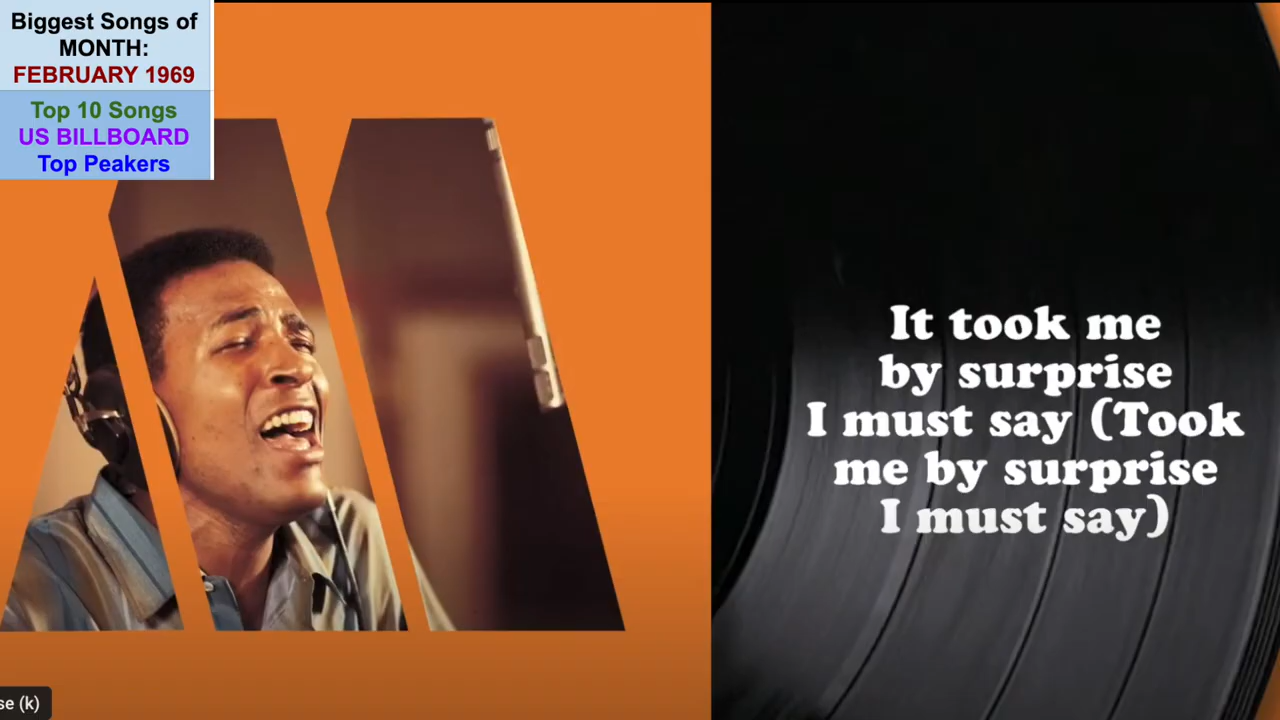 Biggest Songs of
MONTH:
FEBRUARY 1969
Top 10 Songs
US BILLBOARD
Top Peakers
It took me
by surprise
I must say (Took
me by surprise
I must say)
se (k)